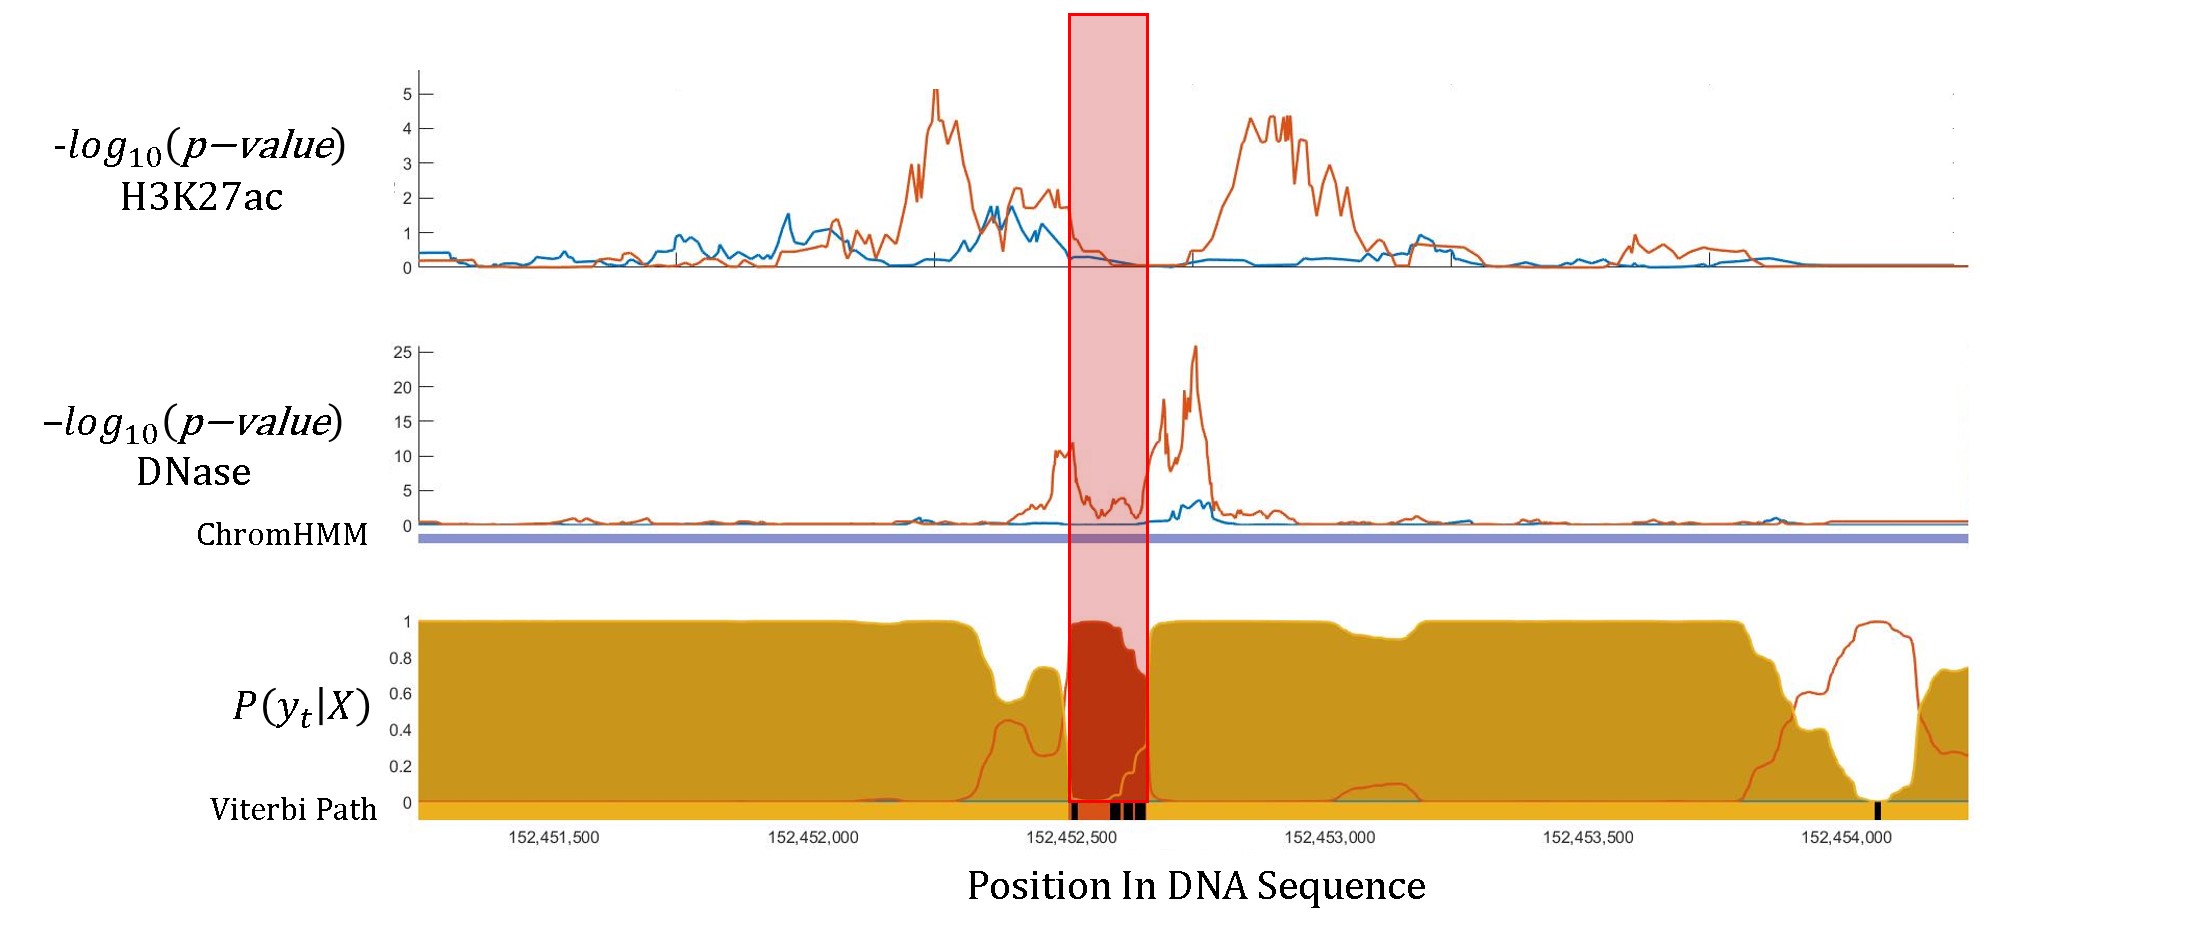 5
4
-log₁₀(p−value)
3
H3K27ac
2
1
0
25
20
15
–log₁₀(p−value)
10
DNase
5
ChromHMM
0
1
0.8
P(yₜ|X)
0.6
0.4
0.2
Viterbi Path
0
152,451,500 152,452,000 152,452,500 152,453,000 152,453,500 152,454,000
Position In DNA Sequence